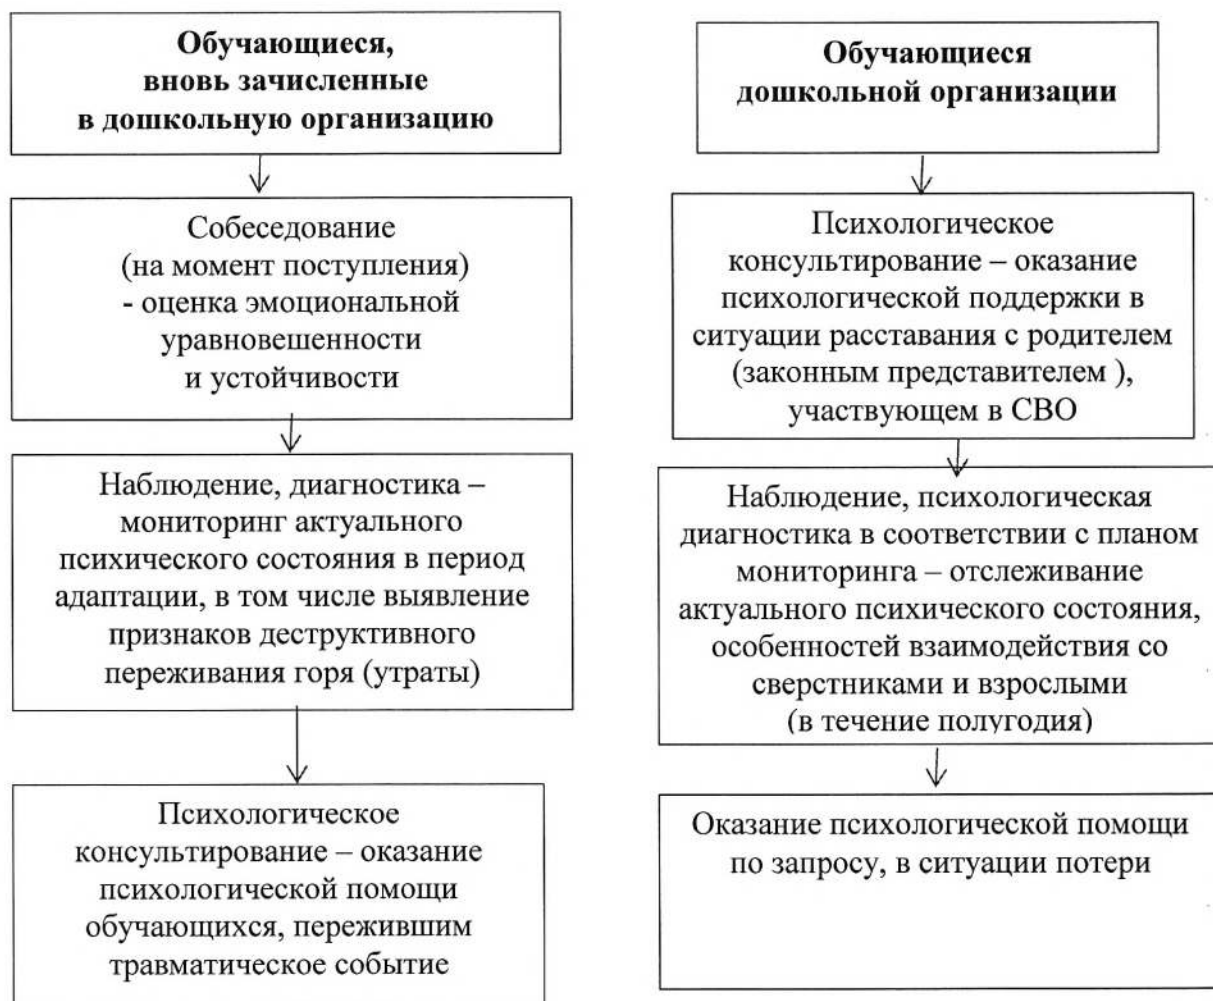 Обучающиеся,
вновь зачисленные
в дошкольную организацию
Собеседование
(на момент поступления)
- оценка эмоциональной
уравновешенности
и устойчивости
Наблюдение, диагностика –
мониторинг актуального
психического состояния в период
адаптации, в том числе выявление
признаков деструктивного
переживания горя (утраты)
Психологическое
консультирование – оказание
психологической помощи
обучающихся, пережившим
травматическое событие
Обучающиеся
дошкольной организации
Психологическое
консультирование – оказание
психологической поддержки в
ситуации расставания с родителем
(законным представителем ),
участвующем в СВО
Наблюдение, психологическая
диагностика в соответствии с планом
мониторинга – отслеживание
актуального психического состояния,
особенностей взаимодействия со
сверстниками и взрослыми
(в течение полугодия)
Оказание психологической помощи
по запросу, в ситуации потери